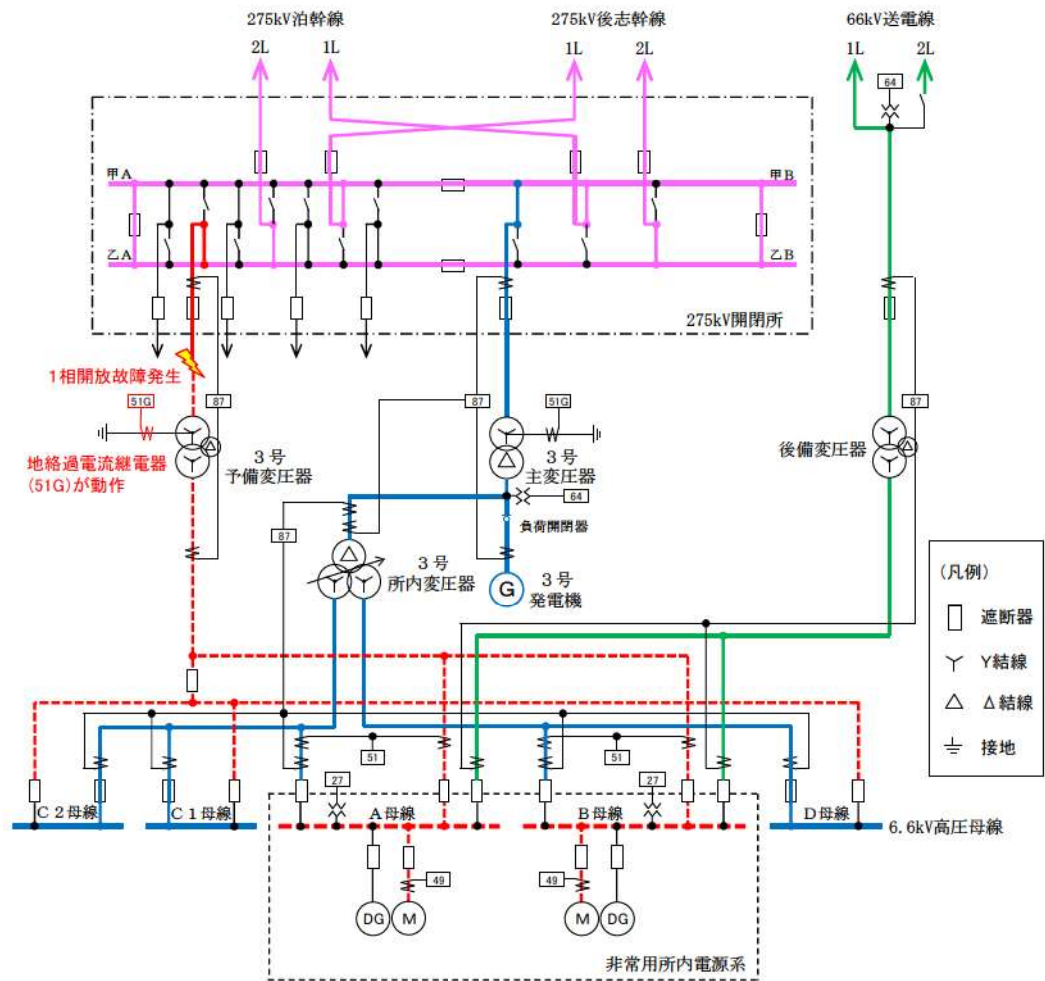 275kV泊幹線
275kV後志幹線
66kV送電線
2L
1L
1L
2L
1L
2L
64
甲A
甲B
乙A
乙B
275kV開閉所
1相開放故障発生
51G
87
87
51G
87
地絡過電流継電器
(51G)が動作
3号
予備変圧器
3号
主変圧器
後備変圧器
64
負荷開閉器
87
3号
所内変圧器
G
3号
発電機
(凡例)
遮断器
Y結線
Δ結線
接地
51
51
27
27
C2母線
C1母線
A母線
B母線
D母線
6.6kV高圧母線
49
49
DG
M
M
DG
非常用所内電源系